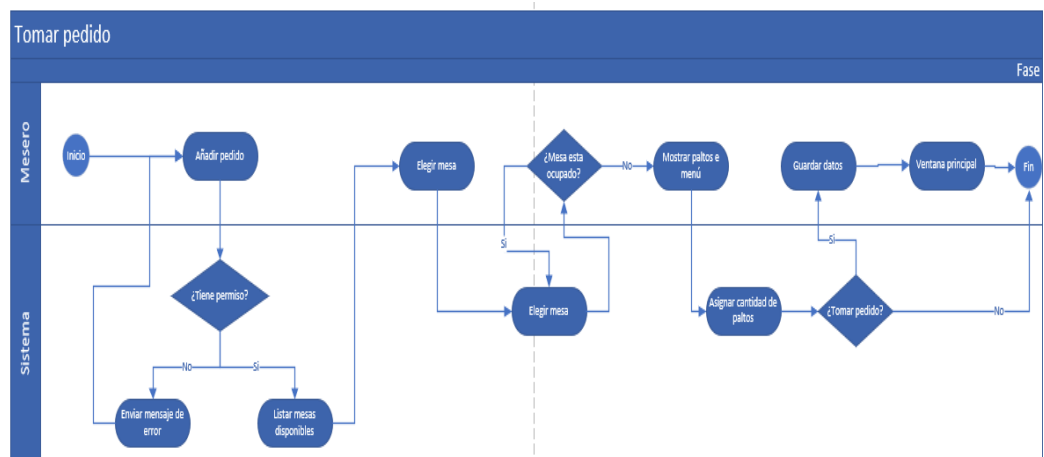 Tomar pedido
Fase
Mesero
Inicio
Añadir pedido
Elegir mesa
¿Mesa esta
ocupado?
No
Mostrar paltos e
menú
Guardar datos
Ventana principal
Fin
Sistema
¿Tiene permiso?
No
Si
Enviar mensaje de
error
Listar mesas
disponibles
Si
Elegir mesa
Asignar cantidad de
paltos
¿Tomar pedido?
Si
No